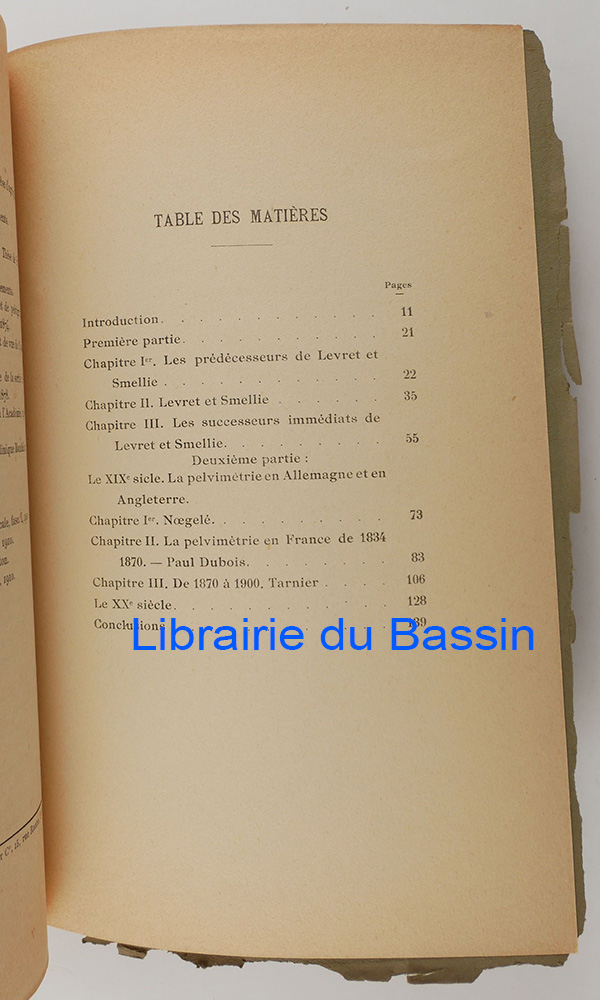 TABLE DES MATIÈRES
Pages
Introduction. . . . . . . . . . . 11
Première partie. . . . . . . . . . 21
Chapitre Ier. Les prédécesseurs de Levret et
Smellie . . . . . . . . . . . 22
Chapitre II. Levret et Smellie . . . . . . 35
Chapitre III. Les successeurs immédiats de
Levret et Smellie. . . . . . . . . 55
Deuxième partie :
Le XIXe sicle. La pelvimétrie en Allemagne et en
Angleterre.
Chapitre Ier. Nœgelé. . . . . . . . . 73
Chapitre II. La pelvimètrie en France de 1834
1870. — Paul Dubois. . . . . . . . 83
Chapitre III. De 1870 à 1900. Tarnier . . . . 106
Le XXe siècle. . . . . . . . . . . 128
Conclusions . . . . . . . . . . 139
Librairie du Bassin